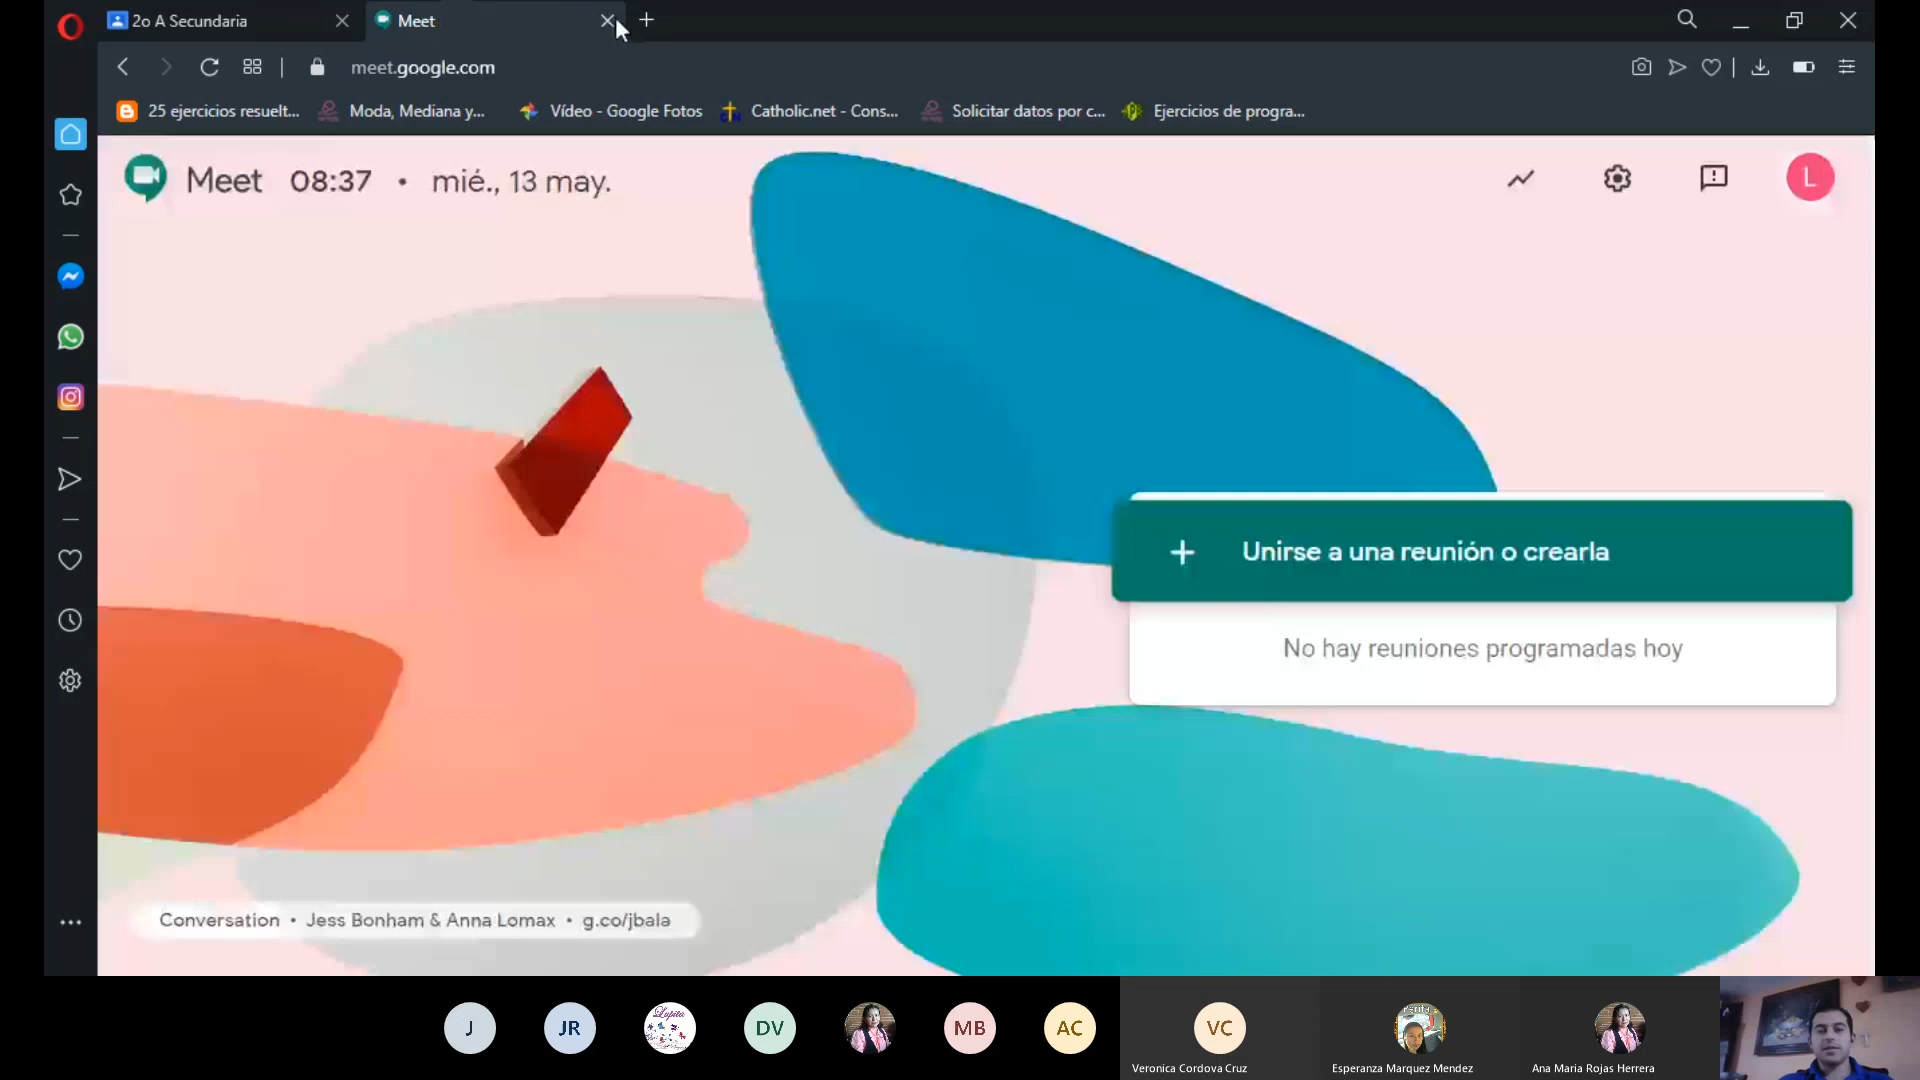 2o A Secundaria
Meet
meet.google.com
25 ejercicios resuelt...
Moda, Mediana y...
Vídeo - Google Fotos
Catholic.net - Cons...
Solicitar datos por c...
Ejercicios de progra...
Meet 08:37 • mié., 13 may.
L
Unirse a una reunión o crearla
No hay reuniones programadas hoy
Conversation • Jess Bonham & Anna Lomax • g.co/jbala
J
JR
Lupita
DV
MB
AC
VC
Veronica Cordova Cruz
Esperanza Marquez Mendez
Ana Maria Rojas Herrera